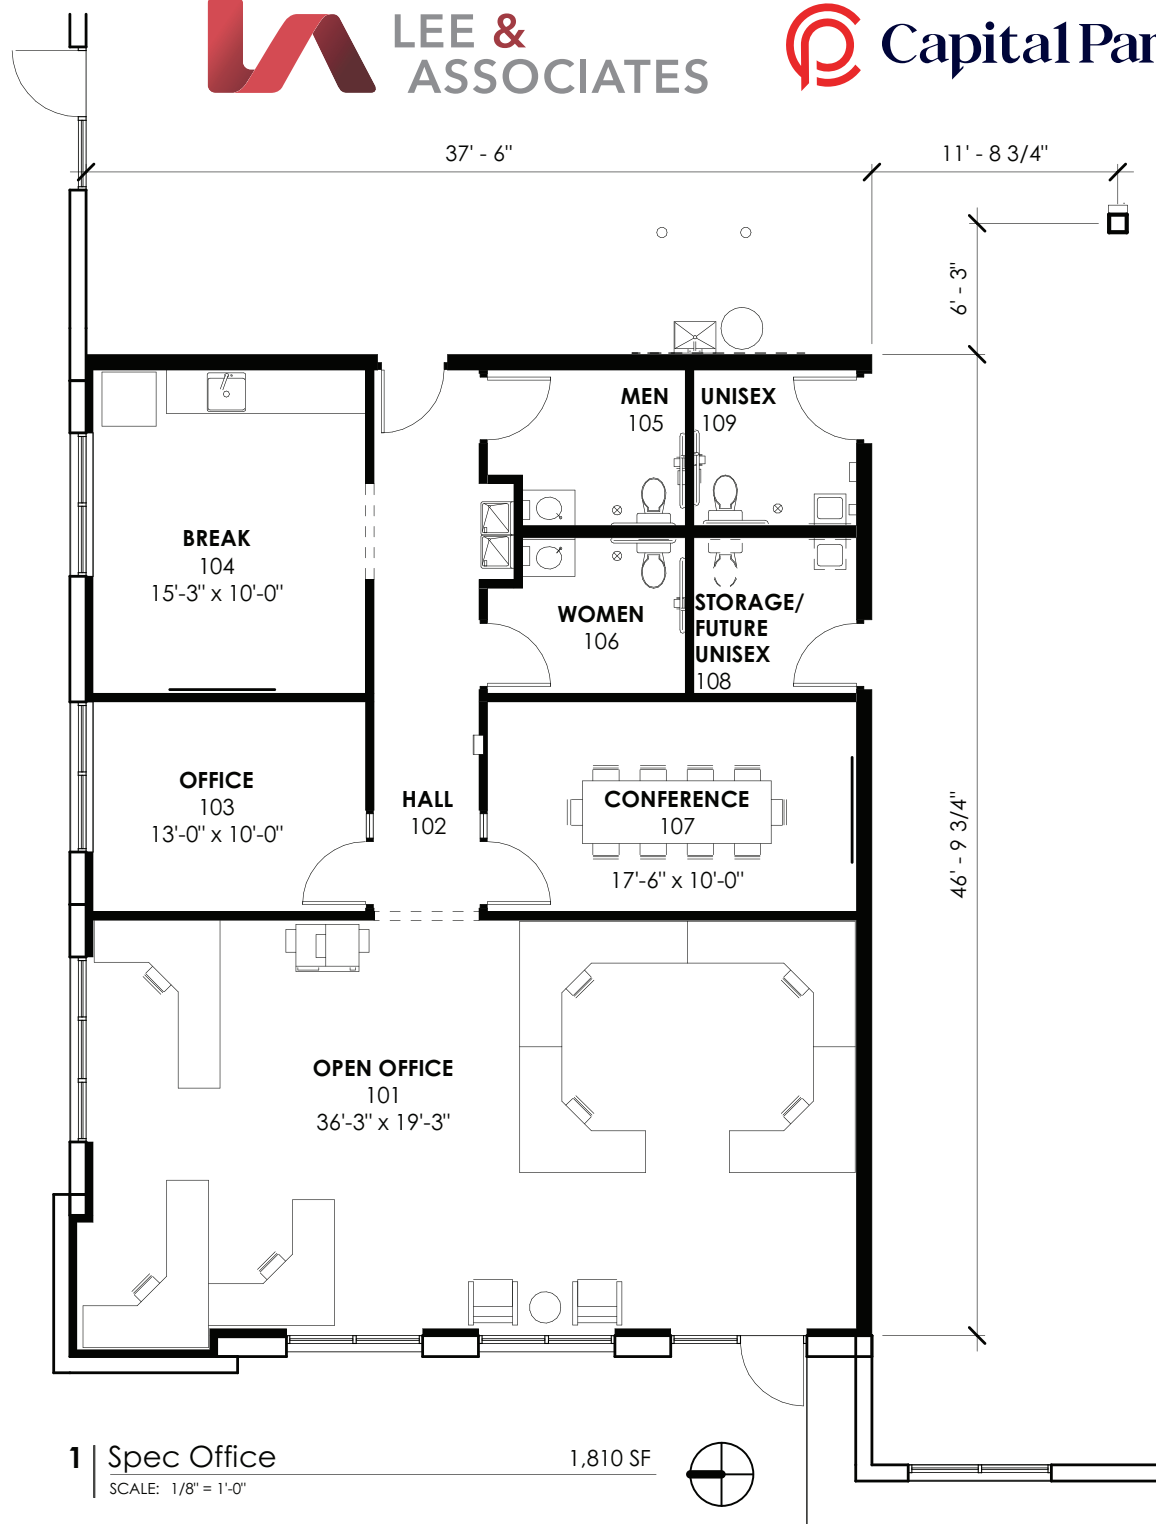 LEE &
ASSOCIATES
Capital Par
37' - 6"
11' - 8 3/4"
6' - 3"
MEN
105
UNISEX
109
BREAK
104
15'-3" x 10'-0"
WOMEN
106
STORAGE/
FUTURE
UNISEX
108
OFFICE
103
13'-0" x 10'-0"
HALL
102
CONFERENCE
107
17'-6" x 10'-0"
46' - 9 3/4"
OPEN OFFICE
101
36'-3" x 19'-3"
1 Spec Office 1,810 SF
SCALE: 1/8" = 1'-0"